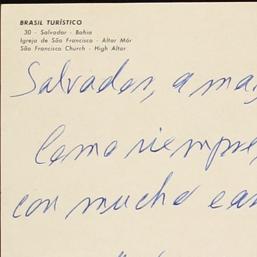 BRASIL TURÍSTICO
30 - Salvador - Bahia
Igreja de São Francisco - Altar Mór
São Francisco Church - High Altar
Salvador, a
Como siempre,
con mucho